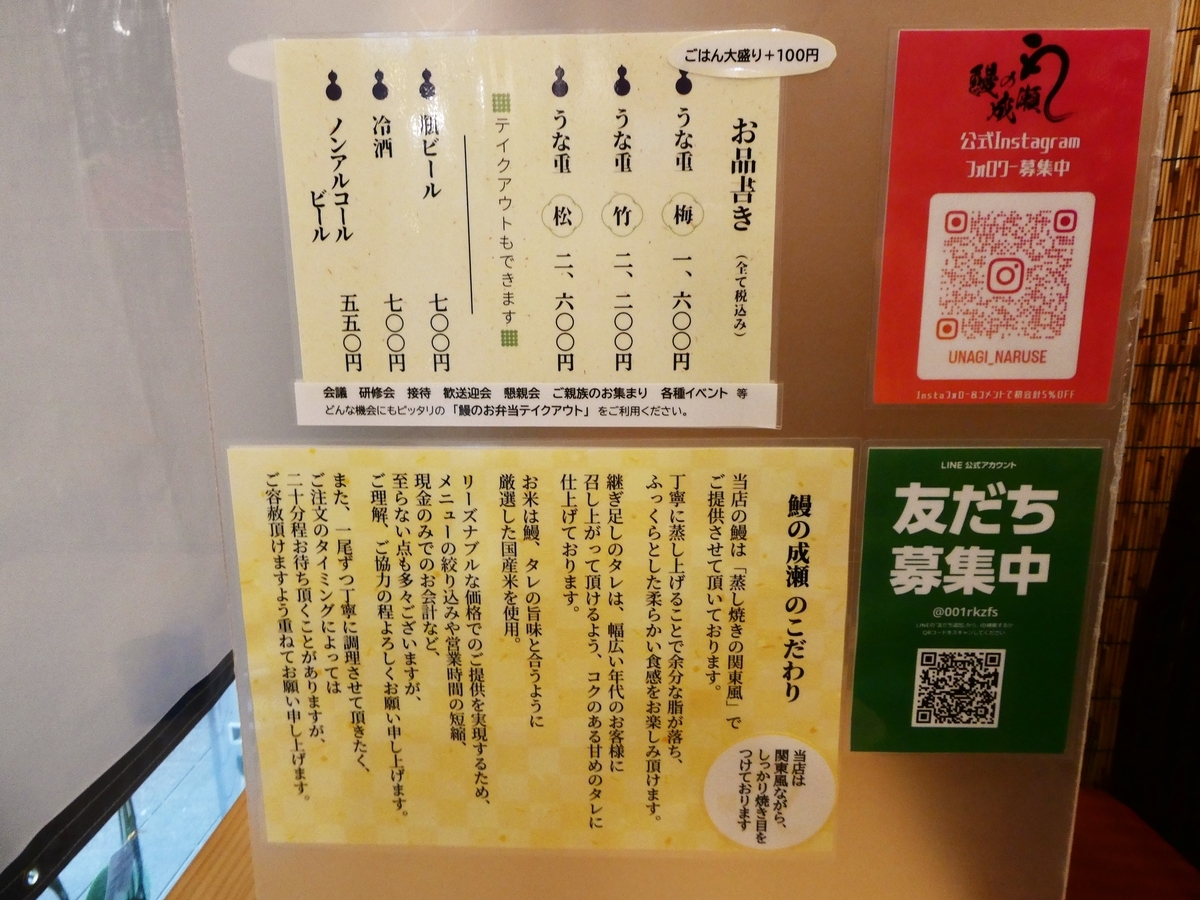 ごはん大盛り+100円
お品書き(全て税込み)
うな重 梅 一、六〇〇円
うな重 竹 二、二〇〇円
うな重 松 二、六〇〇円
テイクアウトもできます
瓶ビール 七〇〇円
冷酒 七〇〇円
ノンアルコール
ビール 五五〇円
会議 研修会 接待 歓送迎会 懇親会 ご親族のお集まり 各種イベント 等
どんな機会にもピッタリの「鰻のお弁当テイクアウト」をご利用ください。
鰻の成瀬
公式Instagram
フォロワー募集中
UNAGI_NARUSE
Instaフォロー&コメントで初会計5%OFF
鰻の成瀬 のこだわり
当店の鰻は「蒸し焼きの関東風」で
ご提供させて頂いております。
丁寧に蒸し上げることで余分な脂が落ち、
ふっくらとした柔らかい食感をお楽しみ頂けます。
継ぎ足しのタレは、幅広い年代のお客様に
召し上がって頂けるよう、コクのある甘めのタレに
仕上げております。
お米は鰻、タレの旨味と合うように
厳選した国産米を使用。
リーズナブルな価格でのご提供を実現するため、
メニューの絞り込みや営業時間の短縮、
現金のみでのお会計など、
至らない点も多々ございますが、
ご理解、ご協力の程よろしくお願い申し上げます。
また、一尾ずつ丁寧に調理させて頂きたく、
ご注文のタイミングによっては
二十分程お待ち頂くことがありますが、
ご容赦頂けますよう重ねてお願い申し上げます。
当店は
関東風ながら、
しっかり焼き目を
つけております
LINE 公式アカウント
友だち
募集中
@001rkzfs